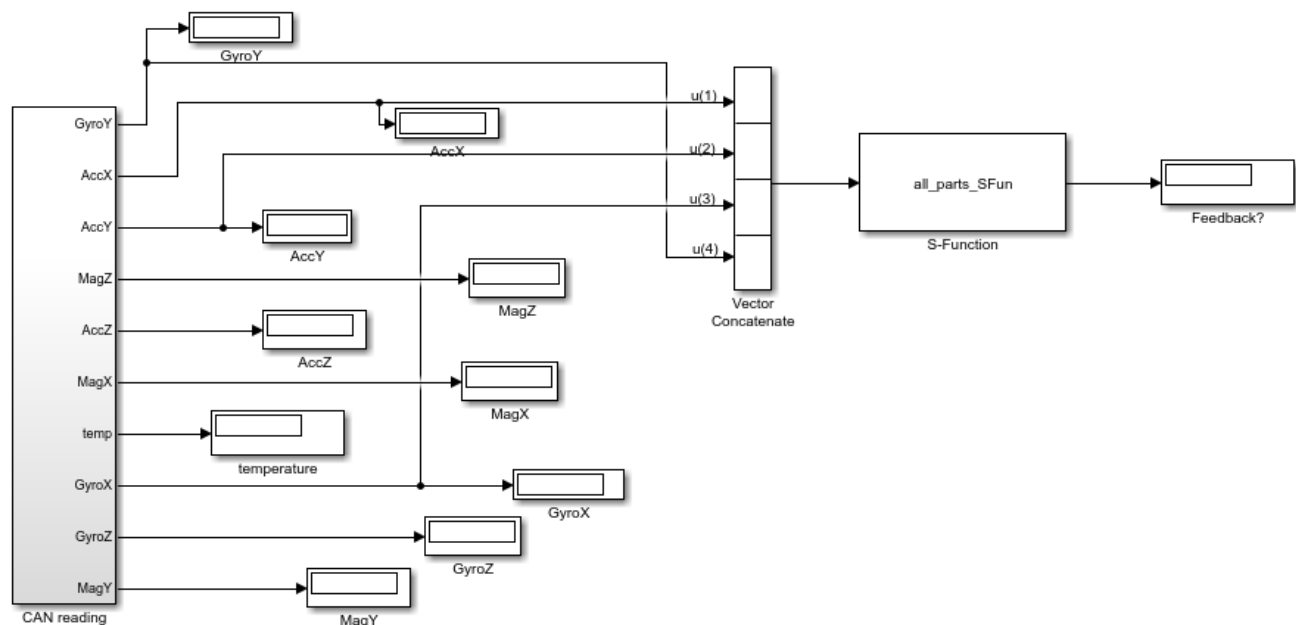 GyroY
GyroY
AccX
AccY
MagZ
AccZ
MagX
temp
GyroX
GyroZ
MagY
CAN reading
AccX
AccY
MagZ
AccZ
MagX
temperature
GyroX
GyroZ
MagY
u(1)
u(2)
u(3)
u(4)
Vector
Concatenate
all_parts_SFun
S-Function
Feedback?